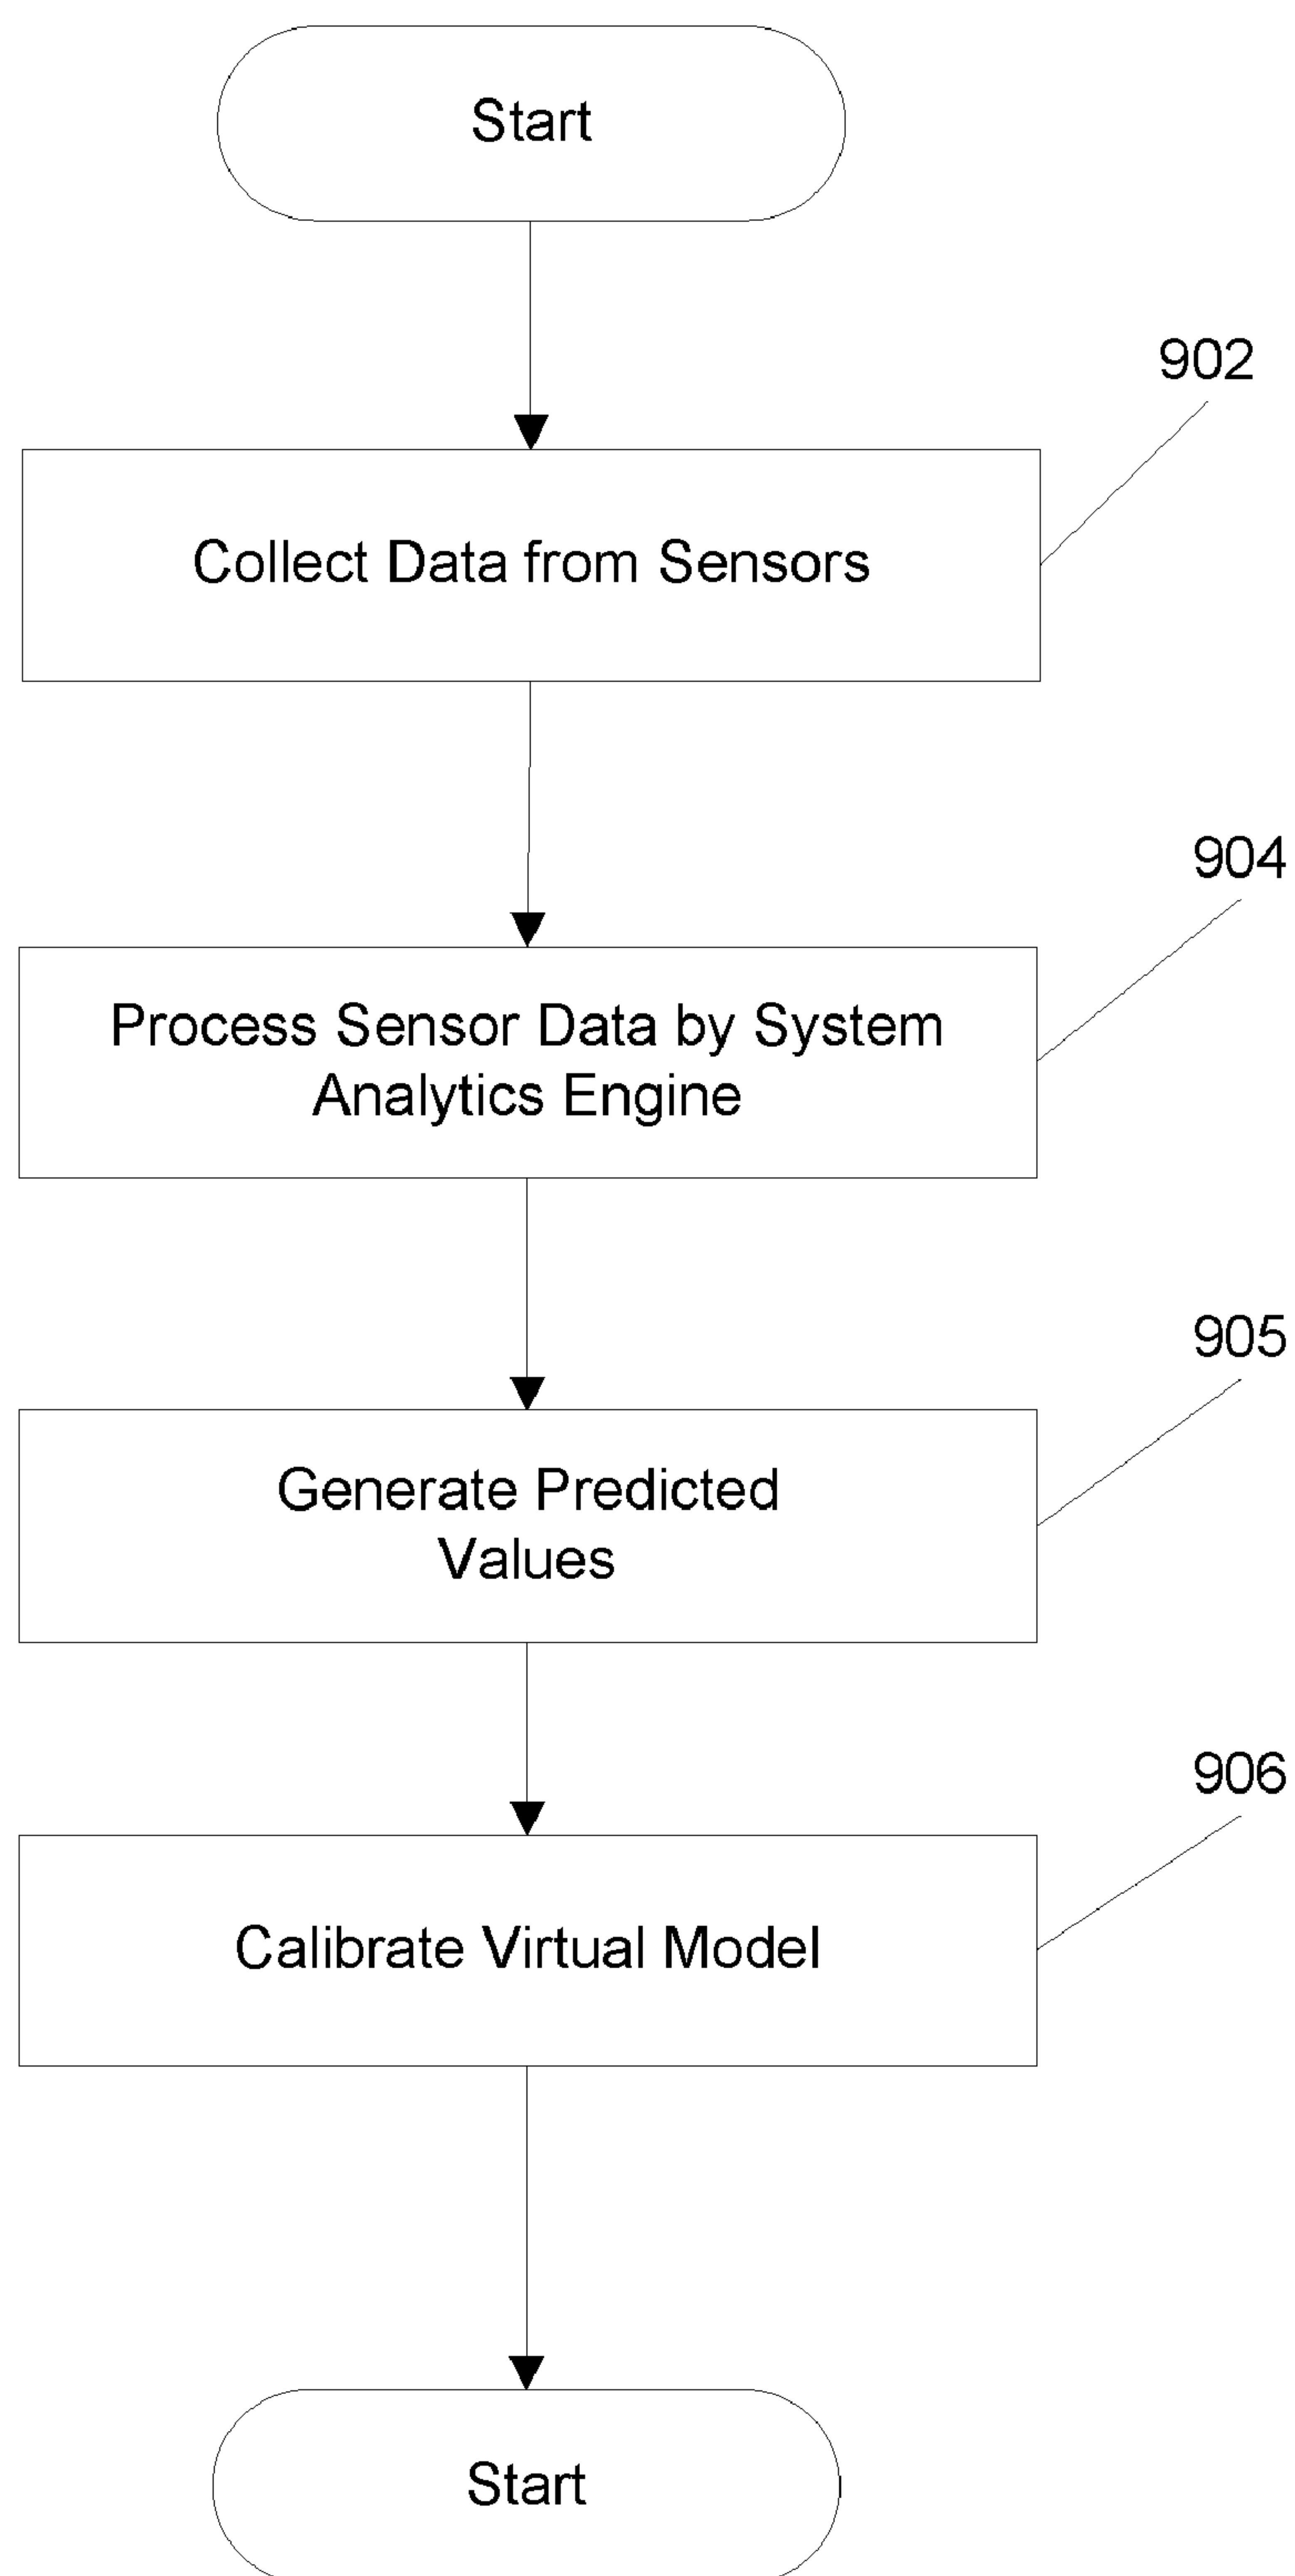 Start
902
Collect Data from Sensors
904
Process Sensor Data by System
Analytics Engine
905
Generate Predicted
Values
906
Calibrate Virtual Model
Start